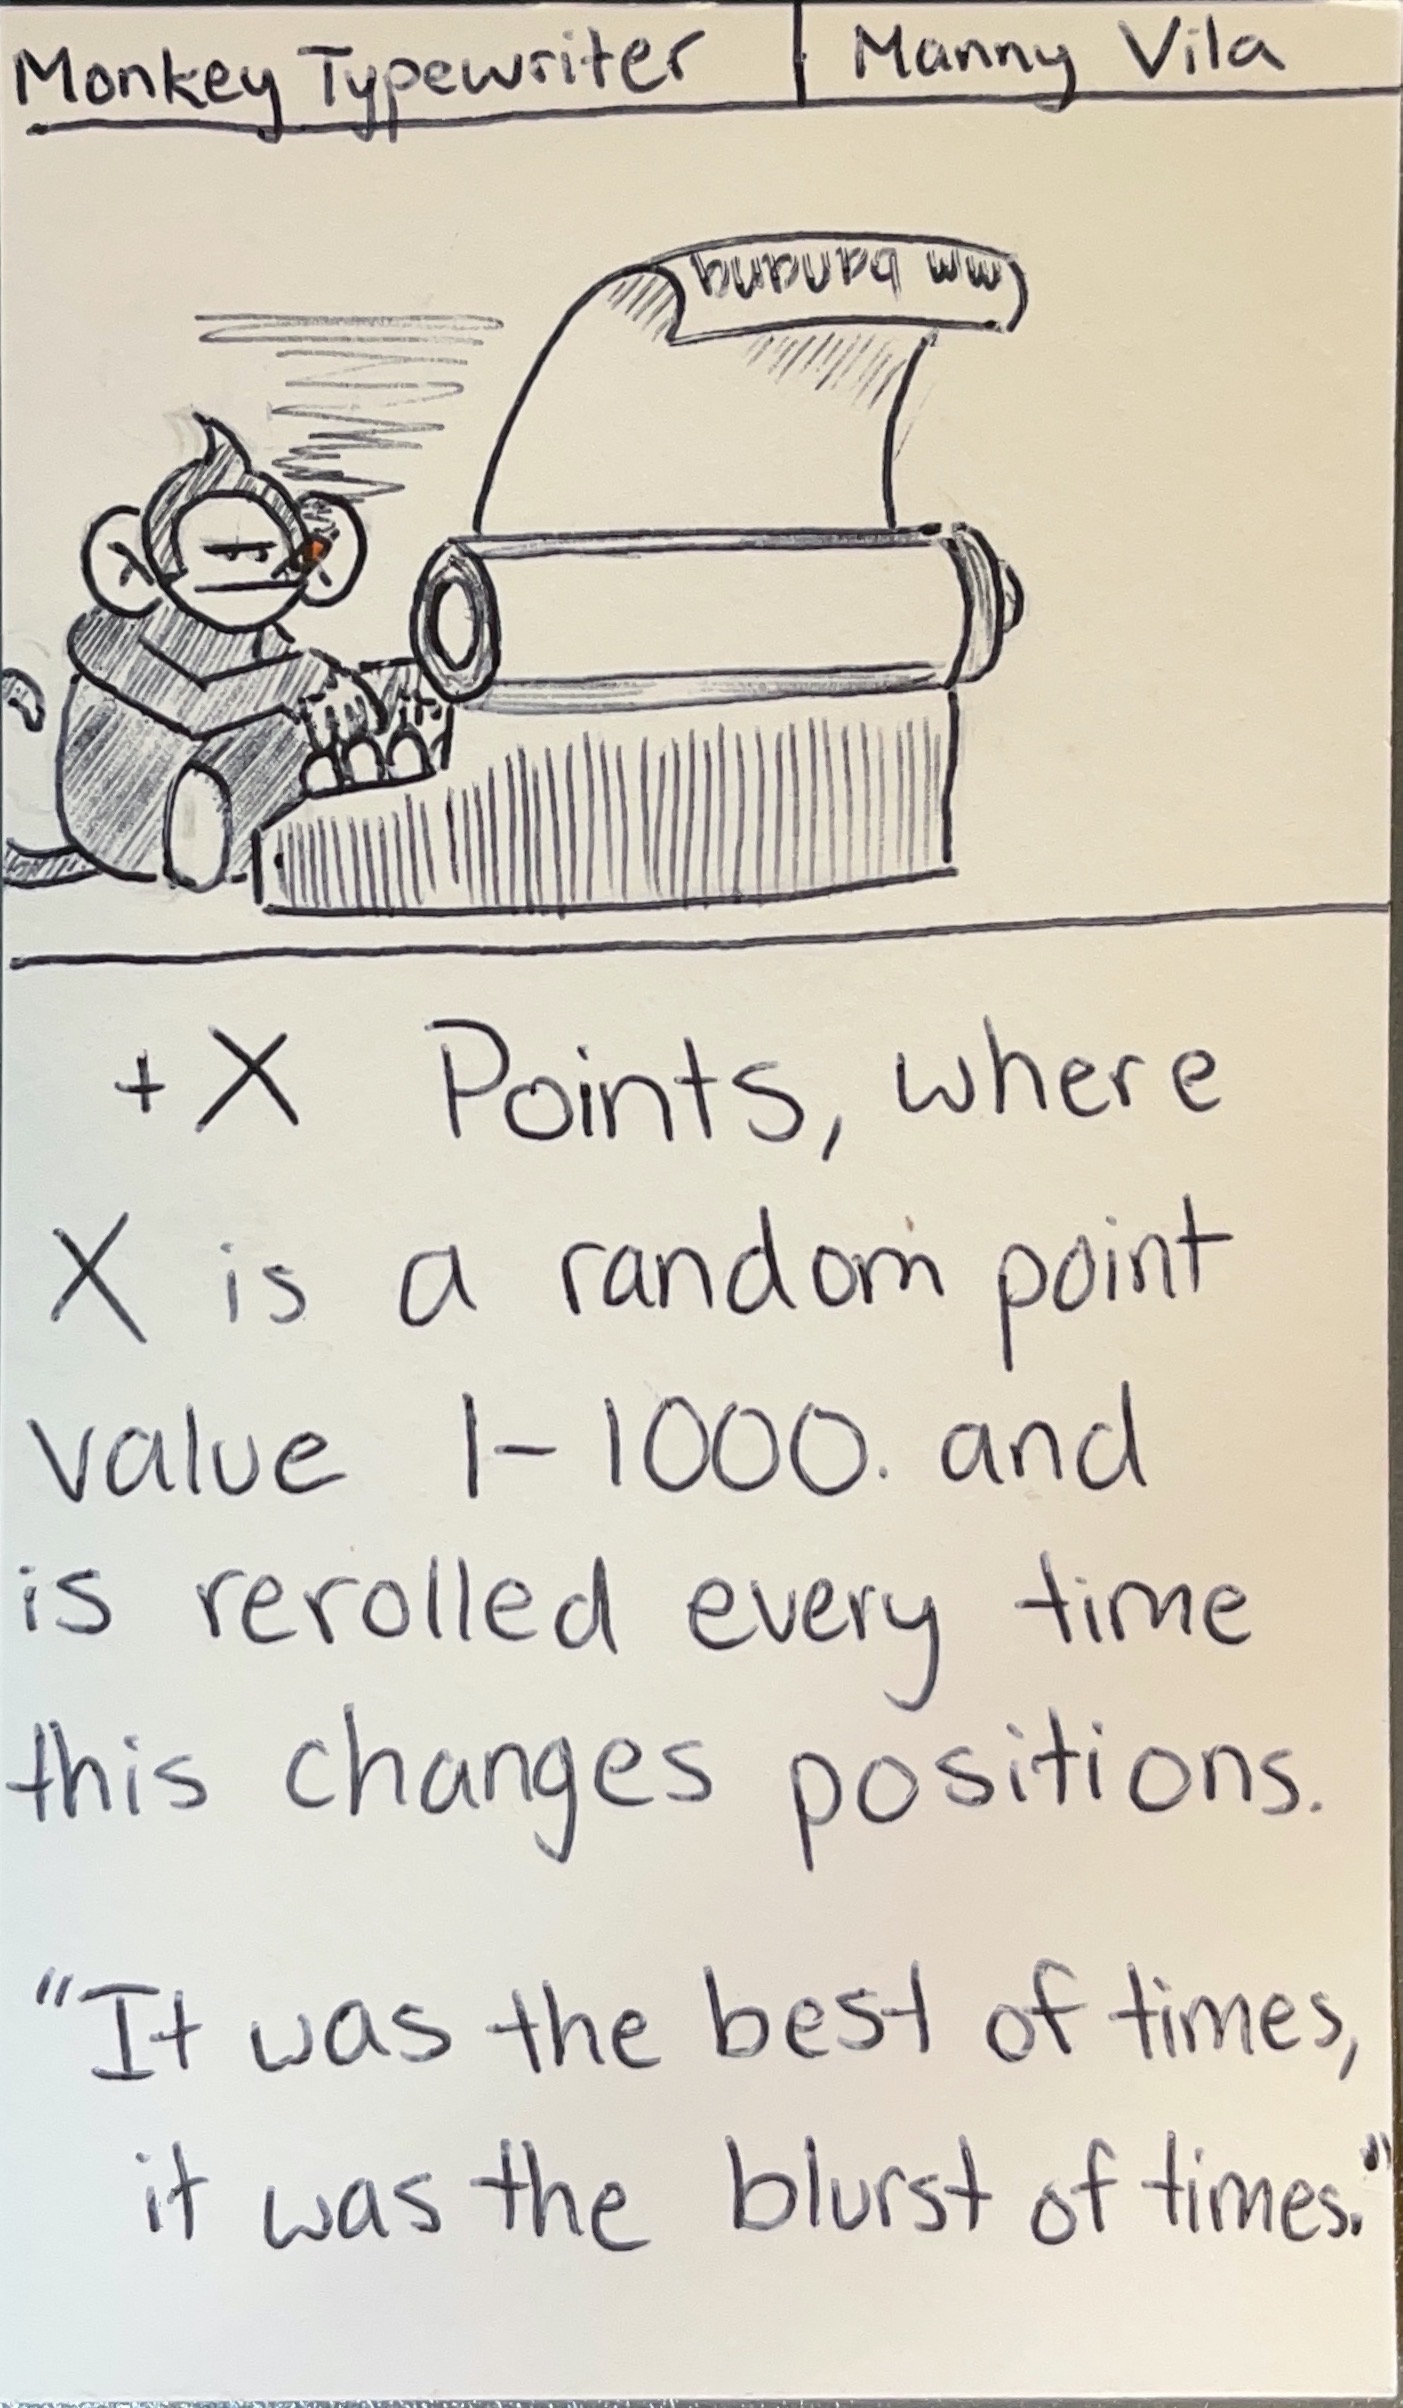 Monkey Typewriter | Manny Vila
mm banana
+X Points, where
X is a random point
value 1-1000. and
is rerolled every time
this changes positions.
"It was the best of times,
it was the blurst of times."